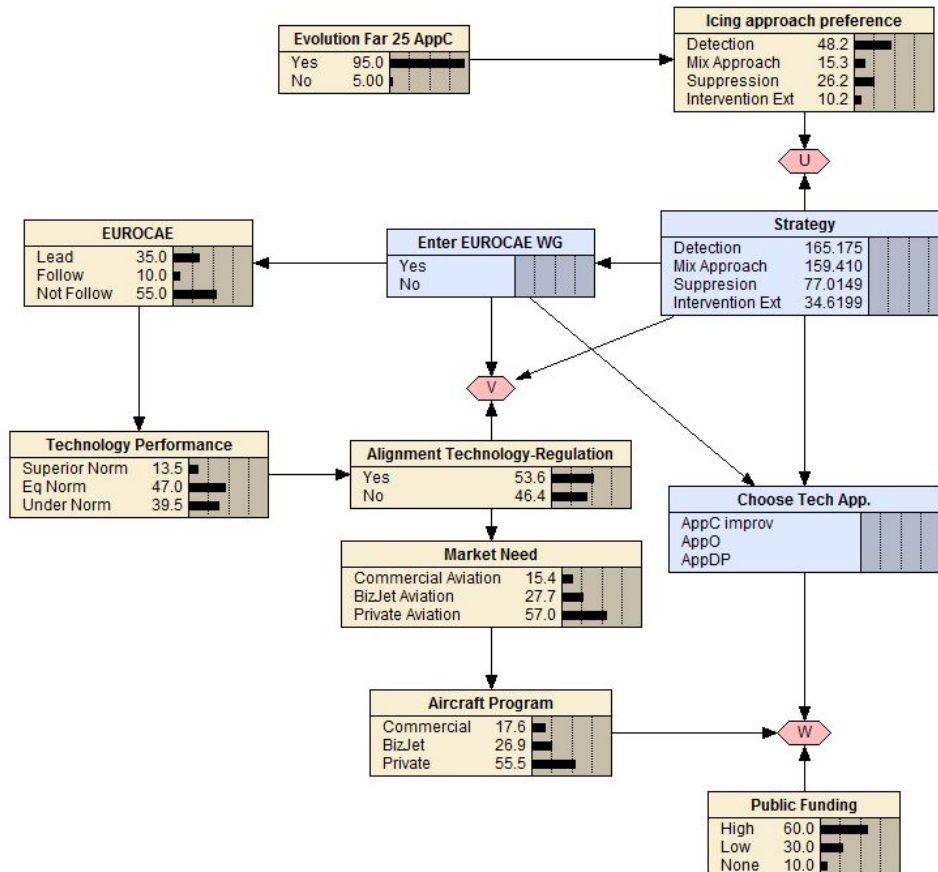 Evolution Far 25 AppC
Yes 95.0
No 5.00
Icing approach preference
Detection 48.2
Mix Approach 15.3
Suppression 26.2
Intervention Ext 10.2
U
EUROCAE
Lead 35.0
Follow 10.0
Not Follow 55.0
Enter EUROCAE WG
Yes
No
Strategy
Detection 165.175
Mix Approach 159.410
Suppresion 77.0149
Intervention Ext 34.6199
V
Technology Performance
Superior Norm 13.5
Eq Norm 47.0
Under Norm 39.5
Alignment Technology-Regulation
Yes 53.6
No 46.4
Choose Tech App.
AppC improv
AppO
AppDP
Market Need
Commercial Aviation 15.4
BizJet Aviation 27.7
Private Aviation 57.0
Aircraft Program
Commercial 17.6
BizJet 26.9
Private 55.5
W
Public Funding
High 60.0
Low 30.0
None 10.0